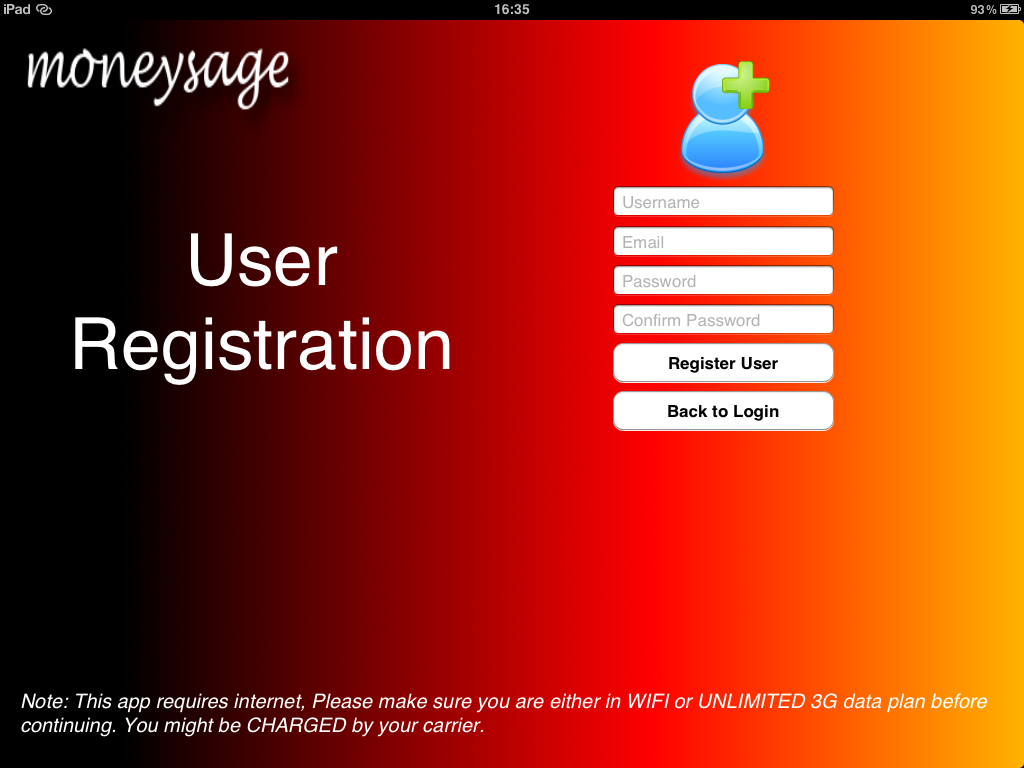 iPad 16:35 93%
moneysage
User
Registration
Username
Email
Password
Confirm Password
Register User
Back to Login
Note: This app requires internet, Please make sure you are either in WIFI or UNLIMITED 3G data plan before
continuing. You might be CHARGED by your carrier.